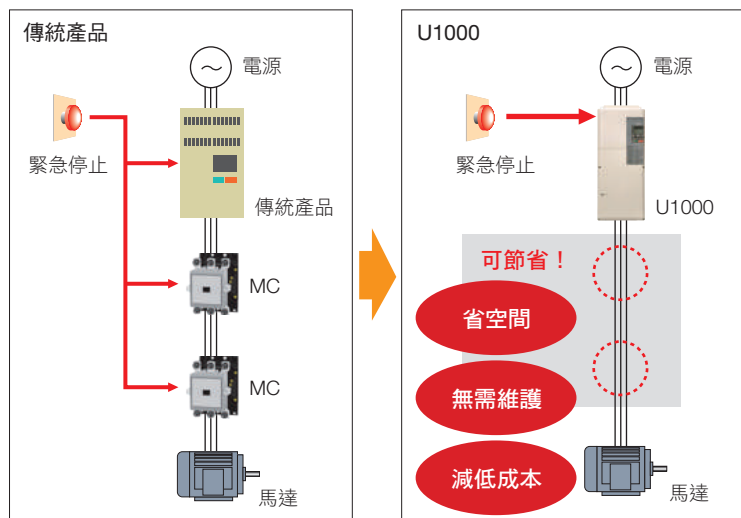 傳統產品
電源
緊急停止
傳統產品
MC
MC
馬達
U1000
電源
緊急停止
U1000
可節省！
省空間
無需維護
減低成本
馬達